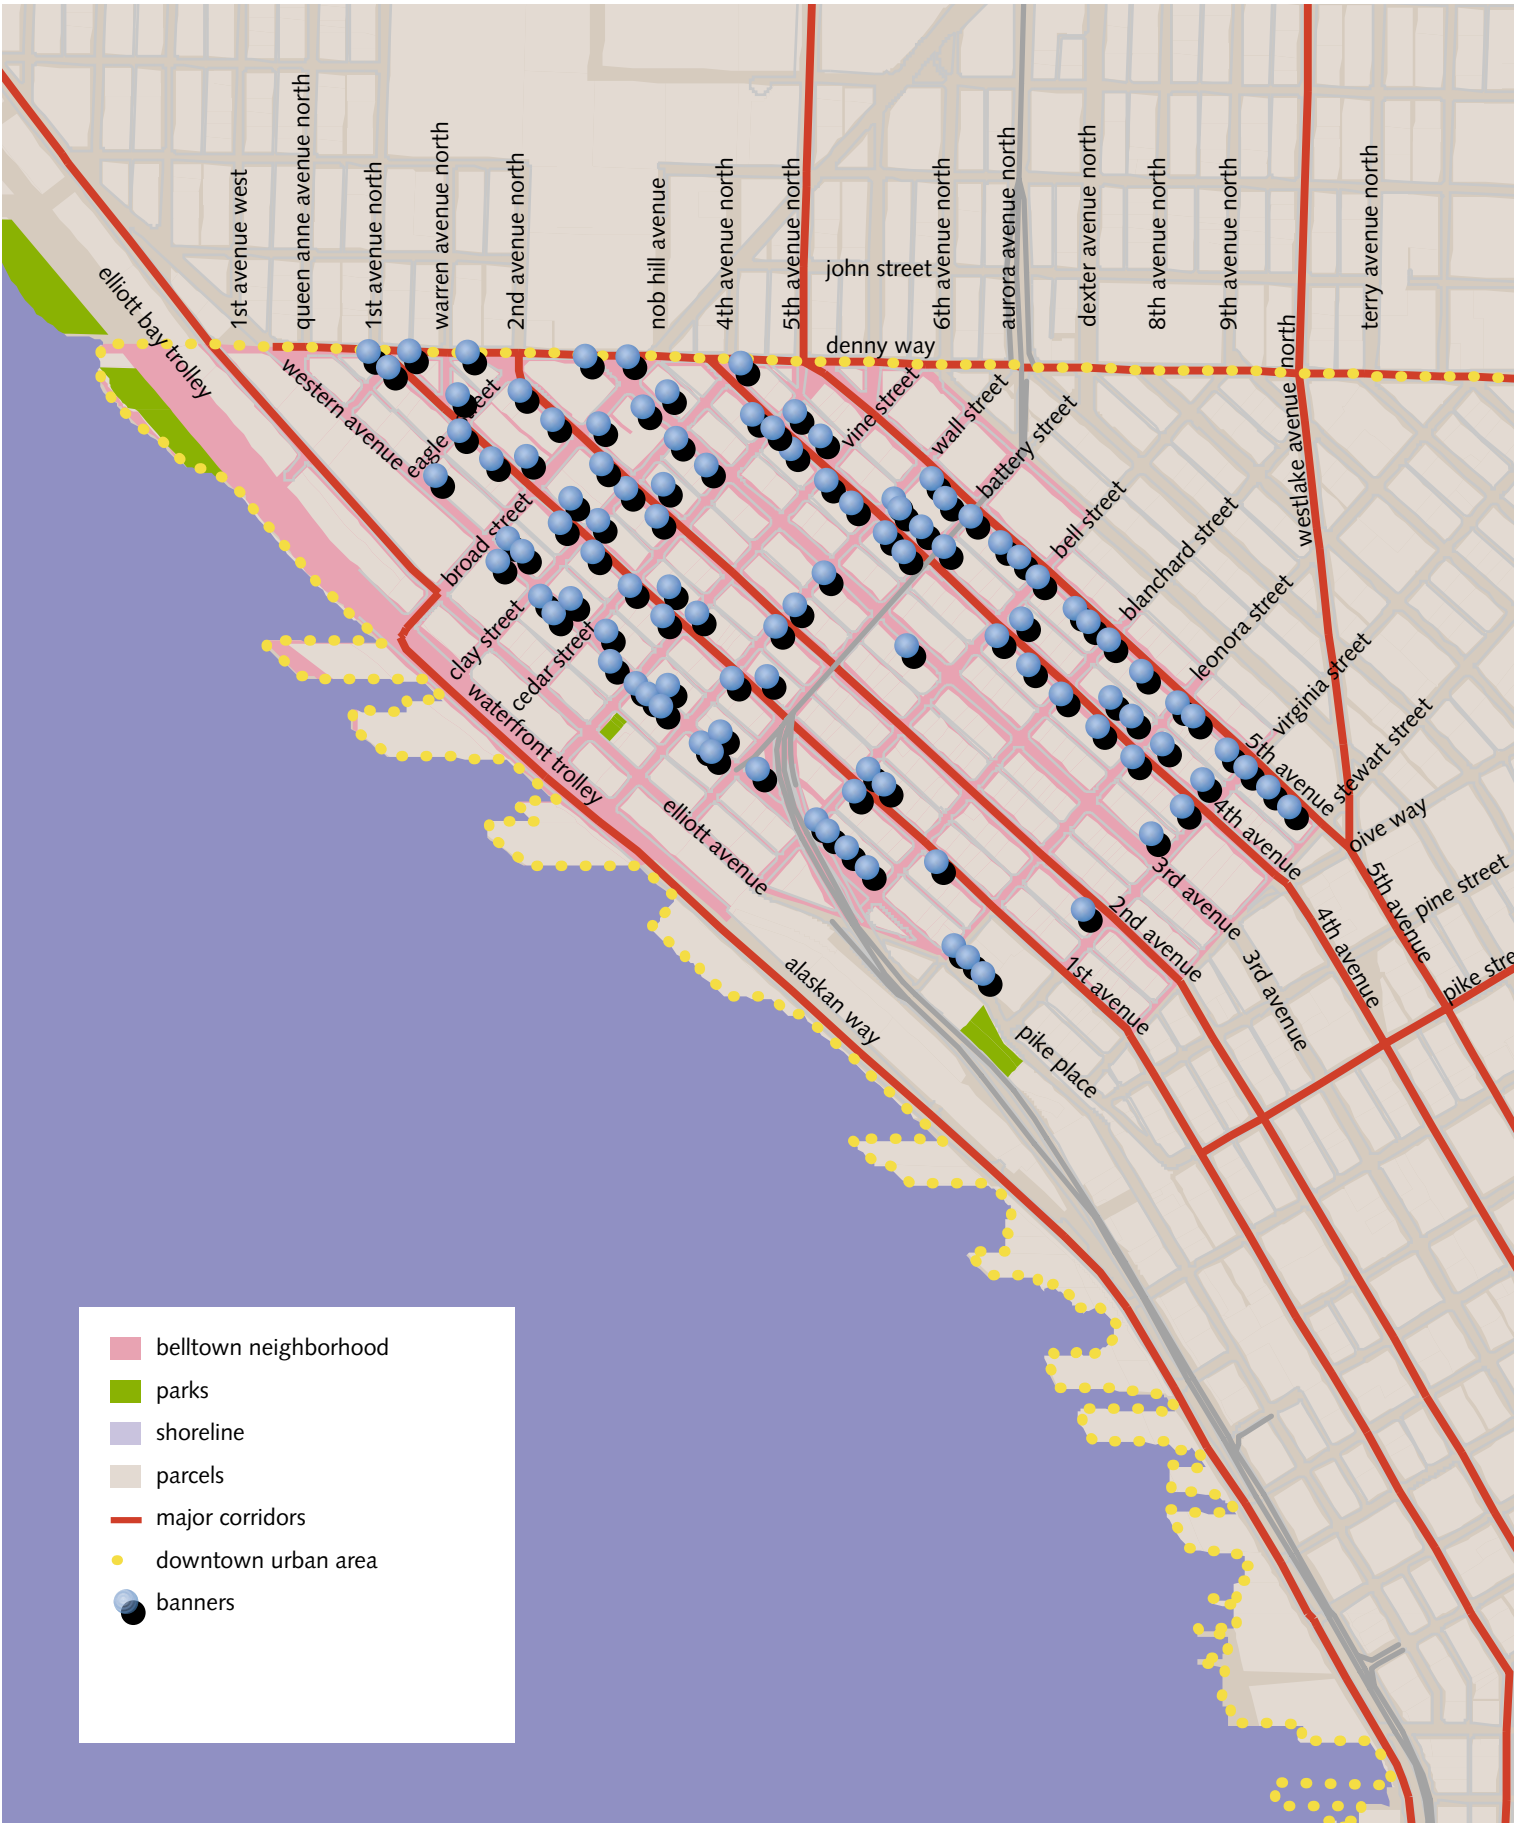 1st avenue west
queen anne avenue north
1st avenue north
warren avenue north
2nd avenue north
nob hill avenue
4th avenue north
5th avenue north
6th avenue north
aurora avenue north
dexter avenue north
8th avenue north
9th avenue north
westlake avenue north
terry avenue north
john street
denny way
elliott bay trolley
western avenue
eagle street
broad street
clay street
cedar street
vine street
wall street
battery street
bell street
blanchard street
leonora street
virginia street
stewart street
oive way
pine street
pike stre
waterfront trolley
elliott avenue
alaskan way
pike place
1st avenue
2nd avenue
3rd avenue
4th avenue
5th avenue
3rd avenue
4th avenue
5th avenue
belltown neighborhood
parks
shoreline
parcels
major corridors
downtown urban area
banners